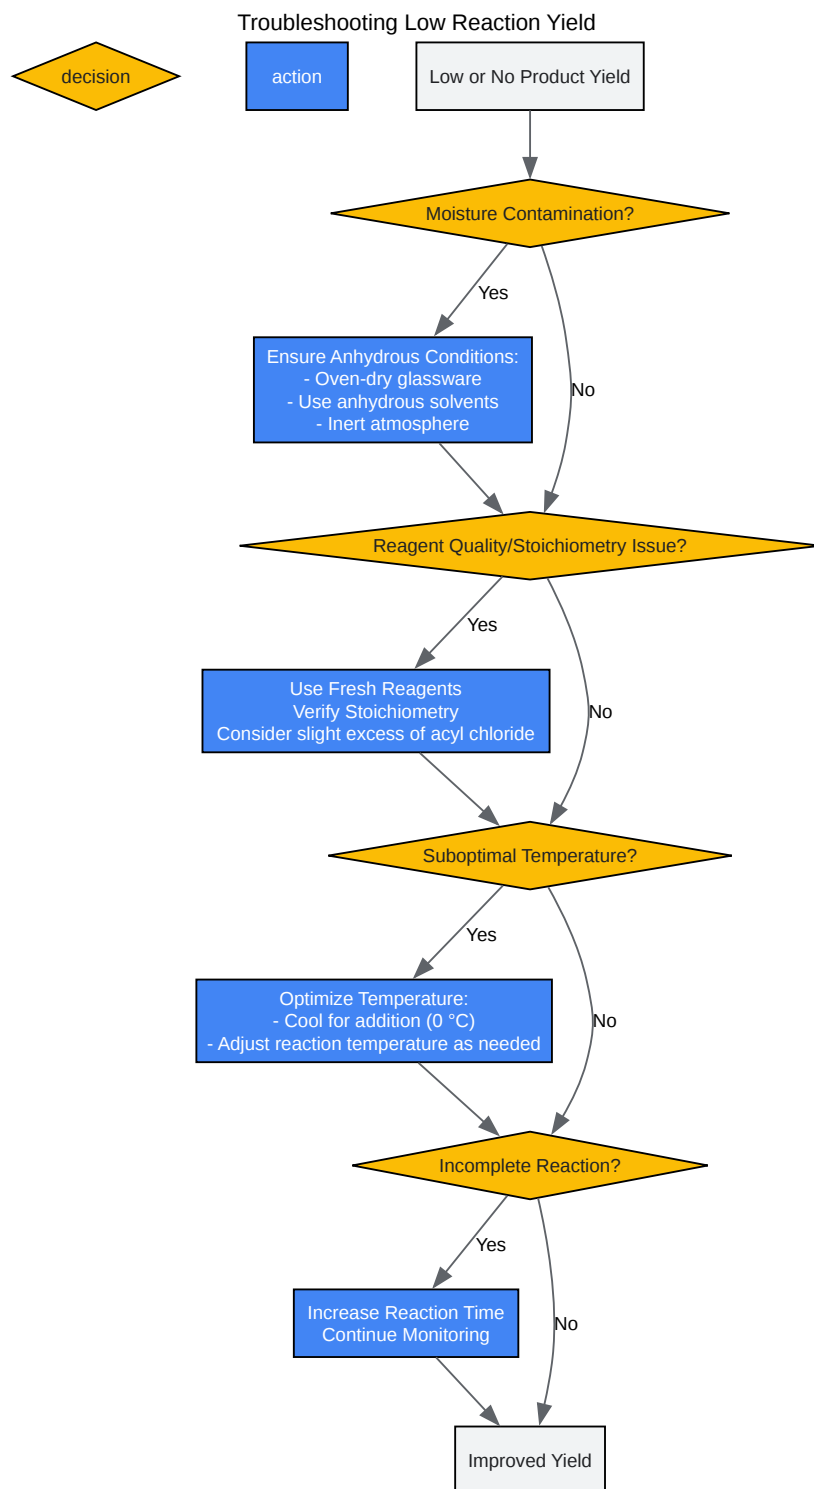 Troubleshooting Low Reaction Yield
decision
action
Low or No Product Yield
Moisture Contamination?
Yes
Ensure Anhydrous Conditions:
- Oven-dry glassware
- Use anhydrous solvents
- Inert atmosphere
No
Reagent Quality/Stoichiometry Issue?
Yes
Use Fresh Reagents
Verify Stoichiometry
Consider slight excess of acyl chloride
No
Suboptimal Temperature?
Yes
Optimize Temperature:
- Cool for addition (0 °C)
- Adjust reaction temperature as needed
No
Incomplete Reaction?
Yes
Increase Reaction Time
Continue Monitoring
No
Improved Yield